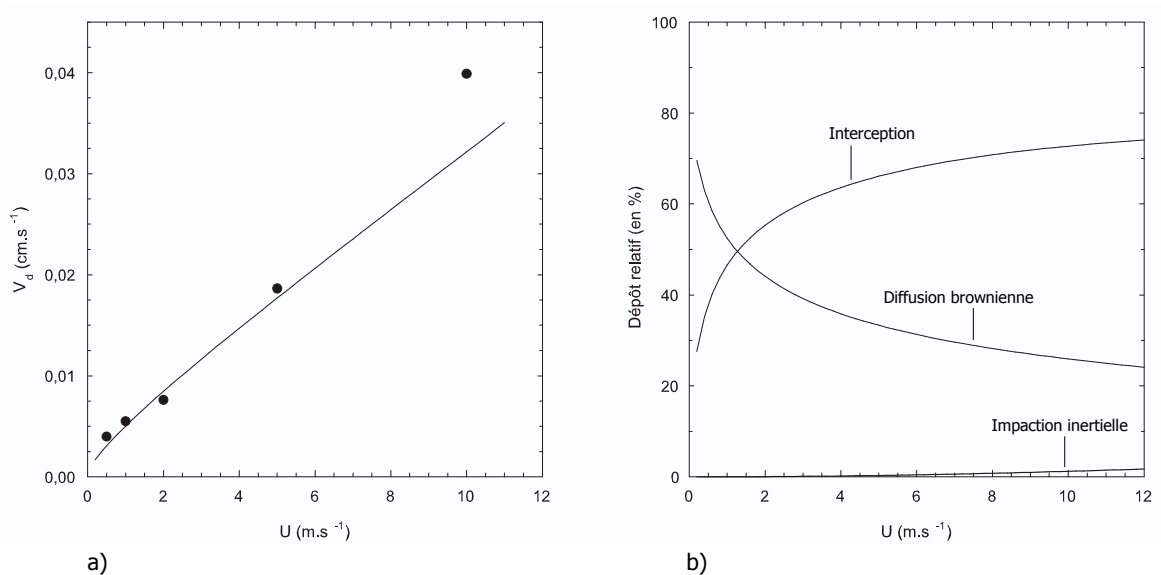 0,04
0,03
0,02
0,01
0,00
V d (cm.s -1)
0 2 4 6 8 10 12
U (m.s -1)
a)
100
80
60
40
20
0
Dépôt relatif (en %)
Interception
Diffusion brownienne
Impaction inertielle
0 2 4 6 8 10 12
U (m.s -1)
b)